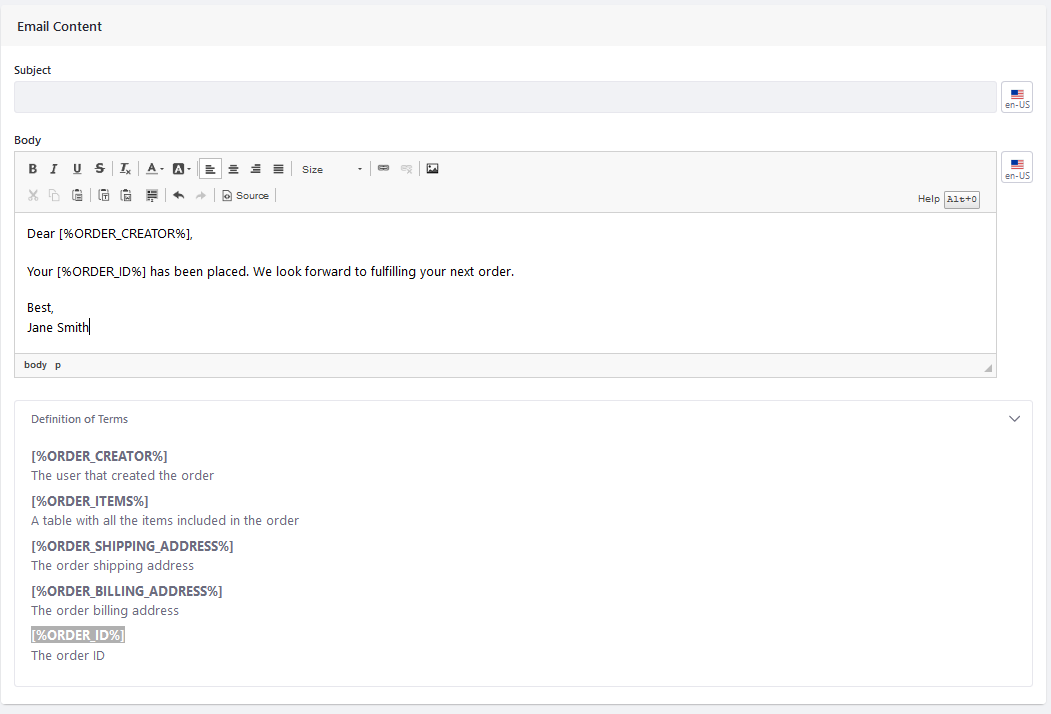 Email Content
Subject
en-US
Body
B I U S Tx A A Size
Source
Help Alt+0
en-US
Dear [%ORDER_CREATOR%],
Your [%ORDER_ID%] has been placed. We look forward to fulfilling your next order.
Best,
Jane Smith
body p
Definition of Terms
[%ORDER_CREATOR%]
The user that created the order
[%ORDER_ITEMS%]
A table with all the items included in the order
[%ORDER_SHIPPING_ADDRESS%]
The order shipping address
[%ORDER_BILLING_ADDRESS%]
The order billing address
[%ORDER_ID%]
The order ID